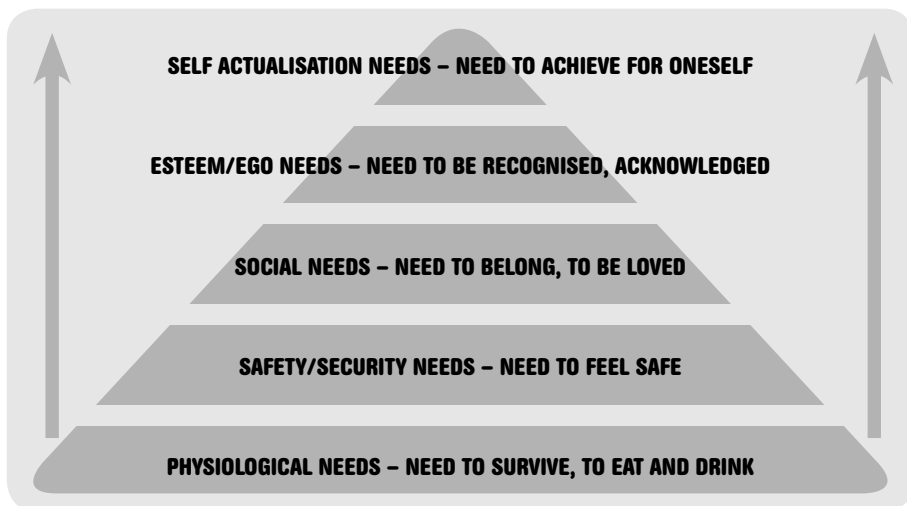 SELF ACTUALISATION NEEDS – NEED TO ACHIEVE FOR ONESELF
ESTEEM/EGO NEEDS – NEED TO BE RECOGNISED, ACKNOWLEDGED
SOCIAL NEEDS – NEED TO BELONG, TO BE LOVED
SAFETY/SECURITY NEEDS – NEED TO FEEL SAFE
PHYSIOLOGICAL NEEDS – NEED TO SURVIVE, TO EAT AND DRINK